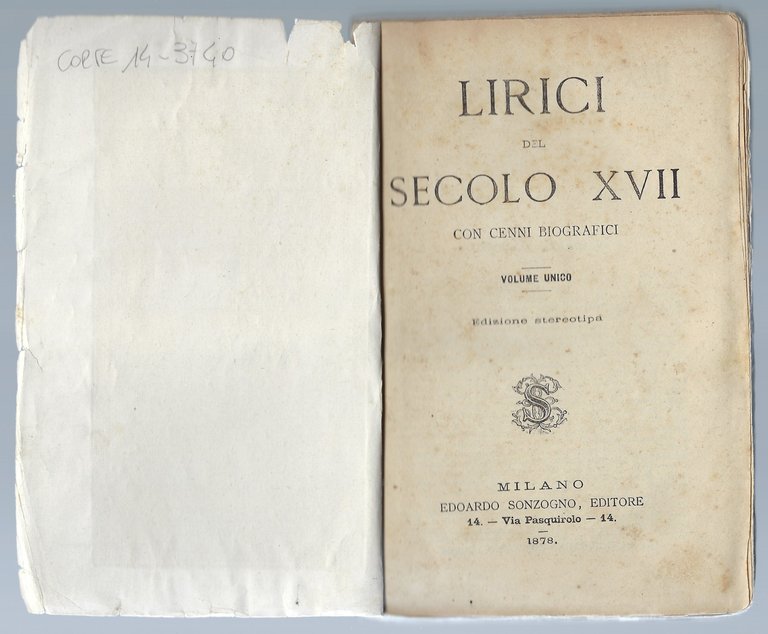 CORTE 14-3740
LIRICI
DEL
SECOLO XVII
CON CENNI BIOGRAFICI
VOLUME UNICO
Edizione stereotipa
S
MILANO
EDOARDO SONZOGNO, EDITORE
14. — Via Pasquirolo — 14.
1878.